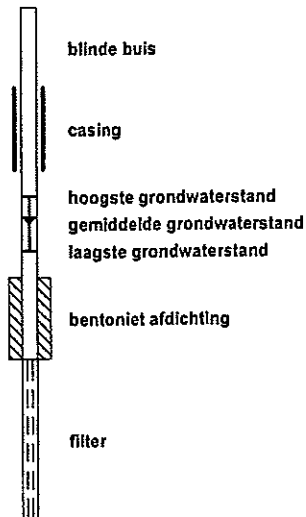 blinde buis
casing
hoogste grondwaterstand
gemiddelde grondwaterstand
laagste grondwaterstand
bentoniet afdichting
filter